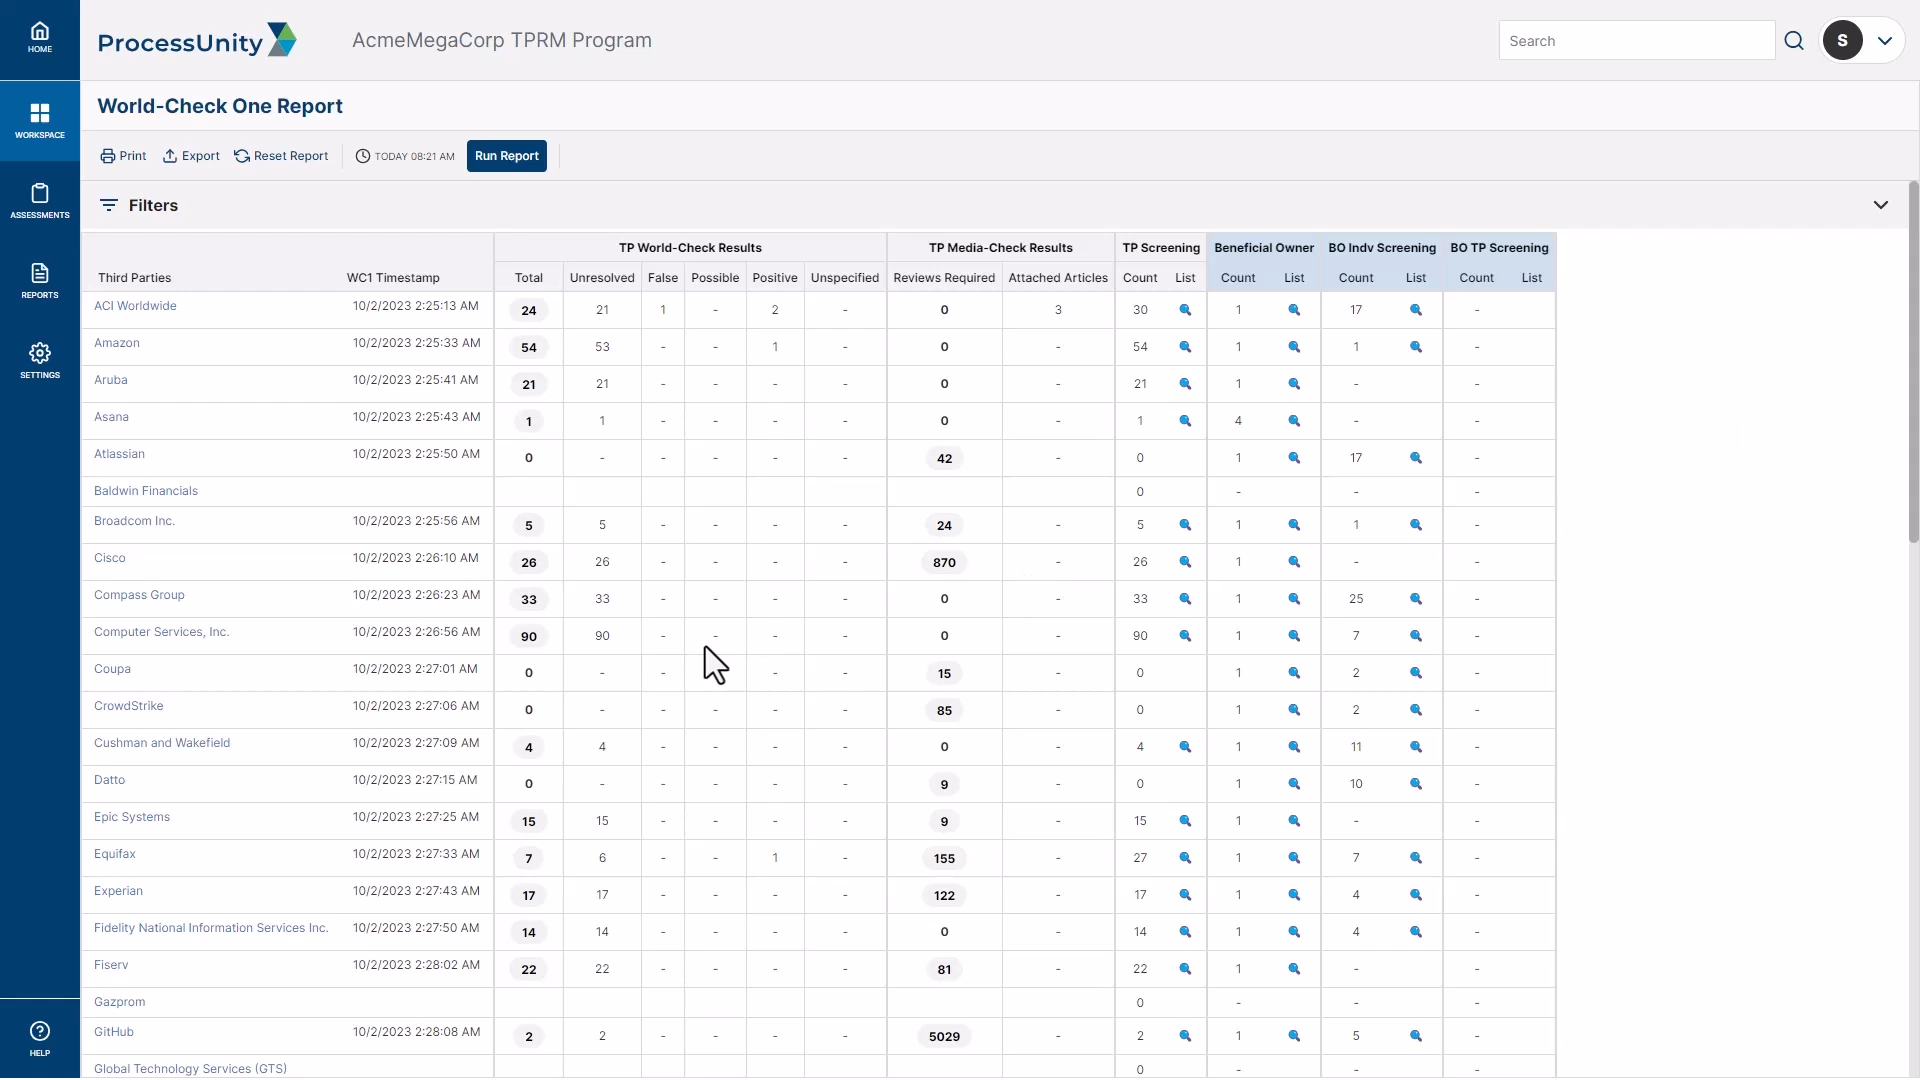 HOME
ProcessUnity
AcmeMegaCorp TPRM Program
Search
S
World-Check One Report
WORKSPACE
Print Export Reset Report TODAY 08:21 AM Run Report
Filters
ASSESSMENTS
REPORTS
SETTINGS
HELP
TP World-Check Results TP Media-Check Results TP Screening Beneficial Owner BO Indv Screening BO TP Screening
Third Parties WC1 Timestamp Total Unresolved False Possible Positive Unspecified Reviews Required Attached Articles Count List Count List Count List Count List
ACI Worldwide 10/2/2023 2:25:13 AM 24 21 1 - 2 - 0 3 30 1 17 -
Amazon 10/2/2023 2:25:33 AM 54 53 - - 1 - 0 - 54 1 1 -
Aruba 10/2/2023 2:25:41 AM 21 21 - - - - 0 - 21 1 - -
Asana 10/2/2023 2:25:43 AM 1 1 - - - - 0 - 1 4 - -
Atlassian 10/2/2023 2:25:50 AM 0 - - - - - 42 - 0 1 17 -
Baldwin Financials 0 - - -
Broadcom Inc. 10/2/2023 2:25:56 AM 5 5 - - - - 24 - 5 1 1 -
Cisco 10/2/2023 2:26:10 AM 26 26 - - - - 870 - 26 1 - -
Compass Group 10/2/2023 2:26:23 AM 33 33 - - - - 0 - 33 1 25 -
Computer Services, Inc. 10/2/2023 2:26:56 AM 90 90 - - - - 0 - 90 1 7 -
Coupa 10/2/2023 2:27:01 AM 0 - - - - - 15 - 0 1 2 -
CrowdStrike 10/2/2023 2:27:06 AM 0 - - - - - 85 - 0 1 2 -
Cushman and Wakefield 10/2/2023 2:27:09 AM 4 4 - - - - 0 - 4 1 11 -
Datto 10/2/2023 2:27:15 AM 0 - - - - - 9 - 0 1 10 -
Epic Systems 10/2/2023 2:27:25 AM 15 15 - - - - 9 - 15 1 - -
Equifax 10/2/2023 2:27:33 AM 7 6 - - 1 - 155 - 27 1 7 -
Experian 10/2/2023 2:27:43 AM 17 17 - - - - 122 - 17 1 4 -
Fidelity National Information Services Inc. 10/2/2023 2:27:50 AM 14 14 - - - - 0 - 14 1 4 -
Fiserv 10/2/2023 2:28:02 AM 22 22 - - - - 81 - 22 1 - -
Gazprom 0 - - -
GitHub 10/2/2023 2:28:08 AM 2 2 - - - - 5029 - 2 1 5 -
Global Technology Services (GTS) 0 - - -